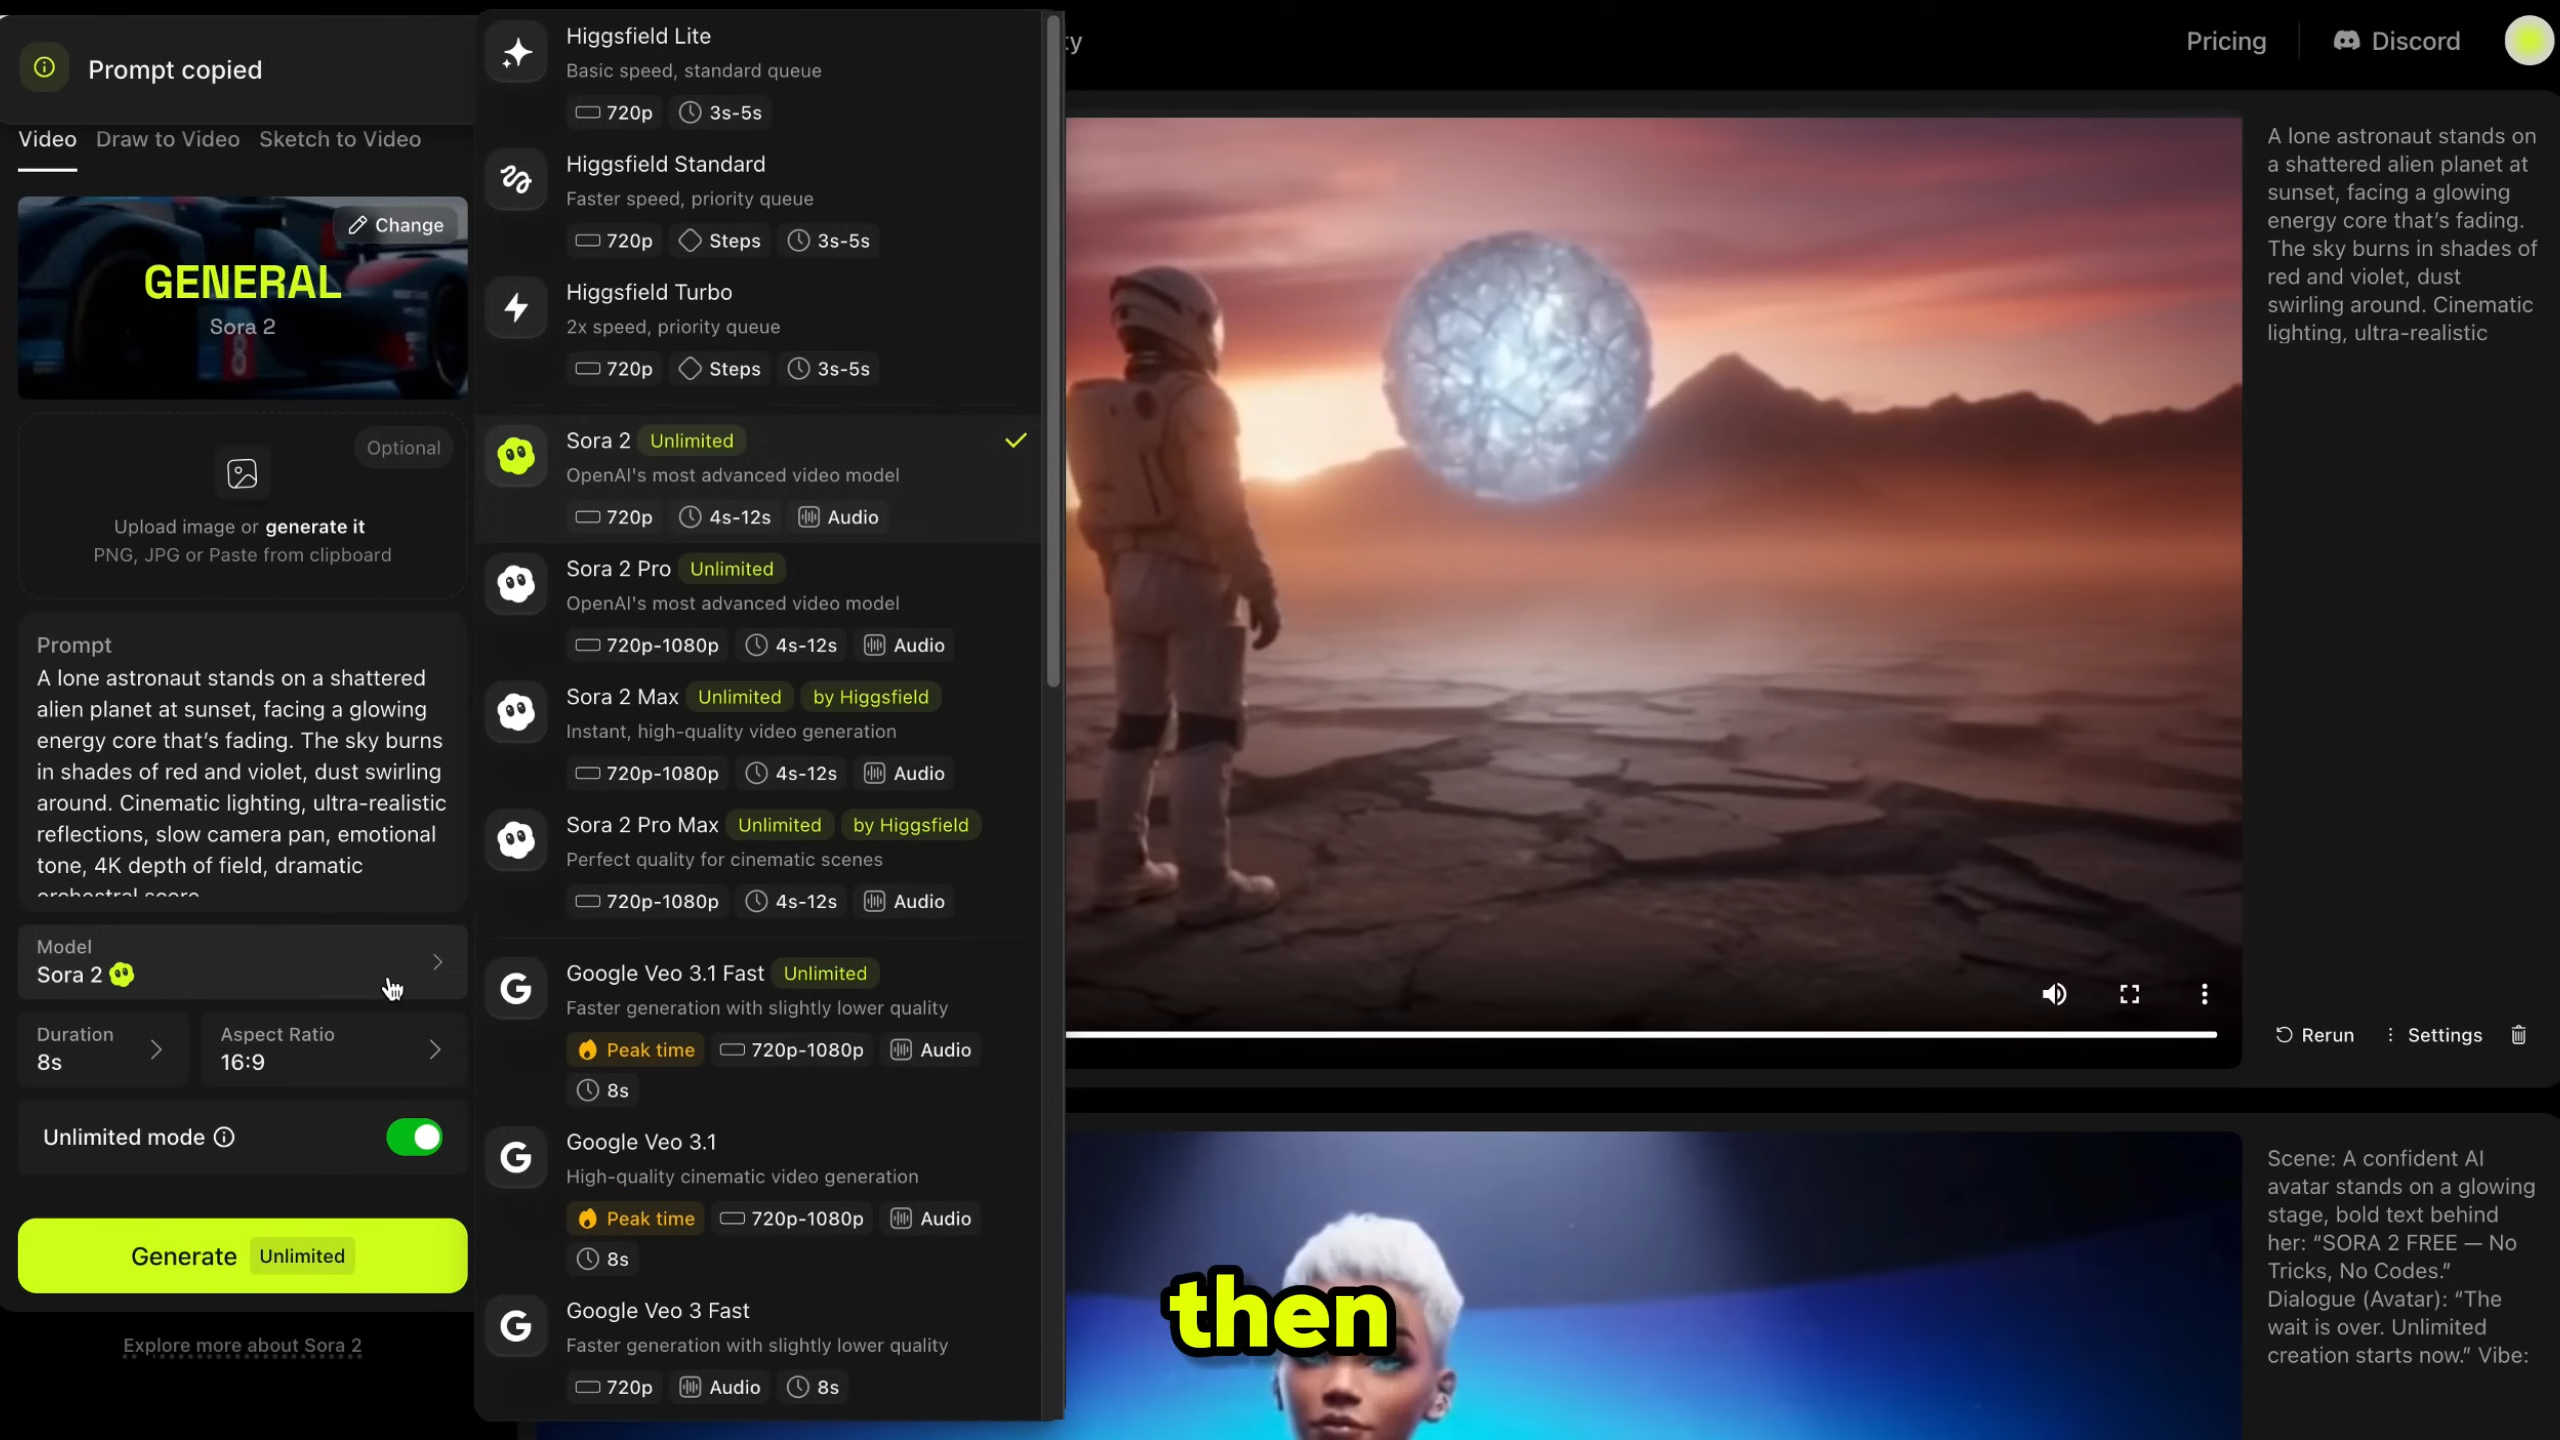 Prompt copied
Video Draw to Video Sketch to Video
Change
GENERAL
Sora 2
8
Optional
Upload image or generate it
PNG, JPG or Paste from clipboard
Prompt
A lone astronaut stands on a shattered
alien planet at sunset, facing a glowing
energy core that’s fading. The sky burns
in shades of red and violet, dust swirling
around. Cinematic lighting, ultra-realistic
reflections, slow camera pan, emotional
tone, 4K depth of field, dramatic
orchestral score
Model
Sora 2
Duration
8s
Aspect Ratio
16:9
Unlimited mode
Generate Unlimited
Explore more about Sora 2
Higgsfield Lite
Basic speed, standard queue
720p 3s-5s
Higgsfield Standard
Faster speed, priority queue
720p Steps 3s-5s
Higgsfield Turbo
2x speed, priority queue
720p Steps 3s-5s
Sora 2 Unlimited
OpenAI's most advanced video model
720p 4s-12s Audio
Sora 2 Pro Unlimited
OpenAI's most advanced video model
720p-1080p 4s-12s Audio
Sora 2 Max Unlimited by Higgsfield
Instant, high-quality video generation
720p-1080p 4s-12s Audio
Sora 2 Pro Max Unlimited by Higgsfield
Perfect quality for cinematic scenes
720p-1080p 4s-12s Audio
G
Google Veo 3.1 Fast Unlimited
Faster generation with slightly lower quality
Peak time 720p-1080p Audio
8s
G
Google Veo 3.1
High-quality cinematic video generation
Peak time 720p-1080p Audio
8s
G
Google Veo 3 Fast
Faster generation with slightly lower quality
720p Audio 8s
ty
Pricing Discord
A lone astronaut stands on
a shattered alien planet at
sunset, facing a glowing
energy core that’s fading.
The sky burns in shades of
red and violet, dust
swirling around. Cinematic
lighting, ultra-realistic
Rerun Settings
then
Scene: A confident AI
avatar stands on a glowing
stage, bold text behind
her: “SORA 2 FREE — No
Tricks, No Codes.”
Dialogue (Avatar): “The
wait is over. Unlimited
creation starts now.” Vibe: